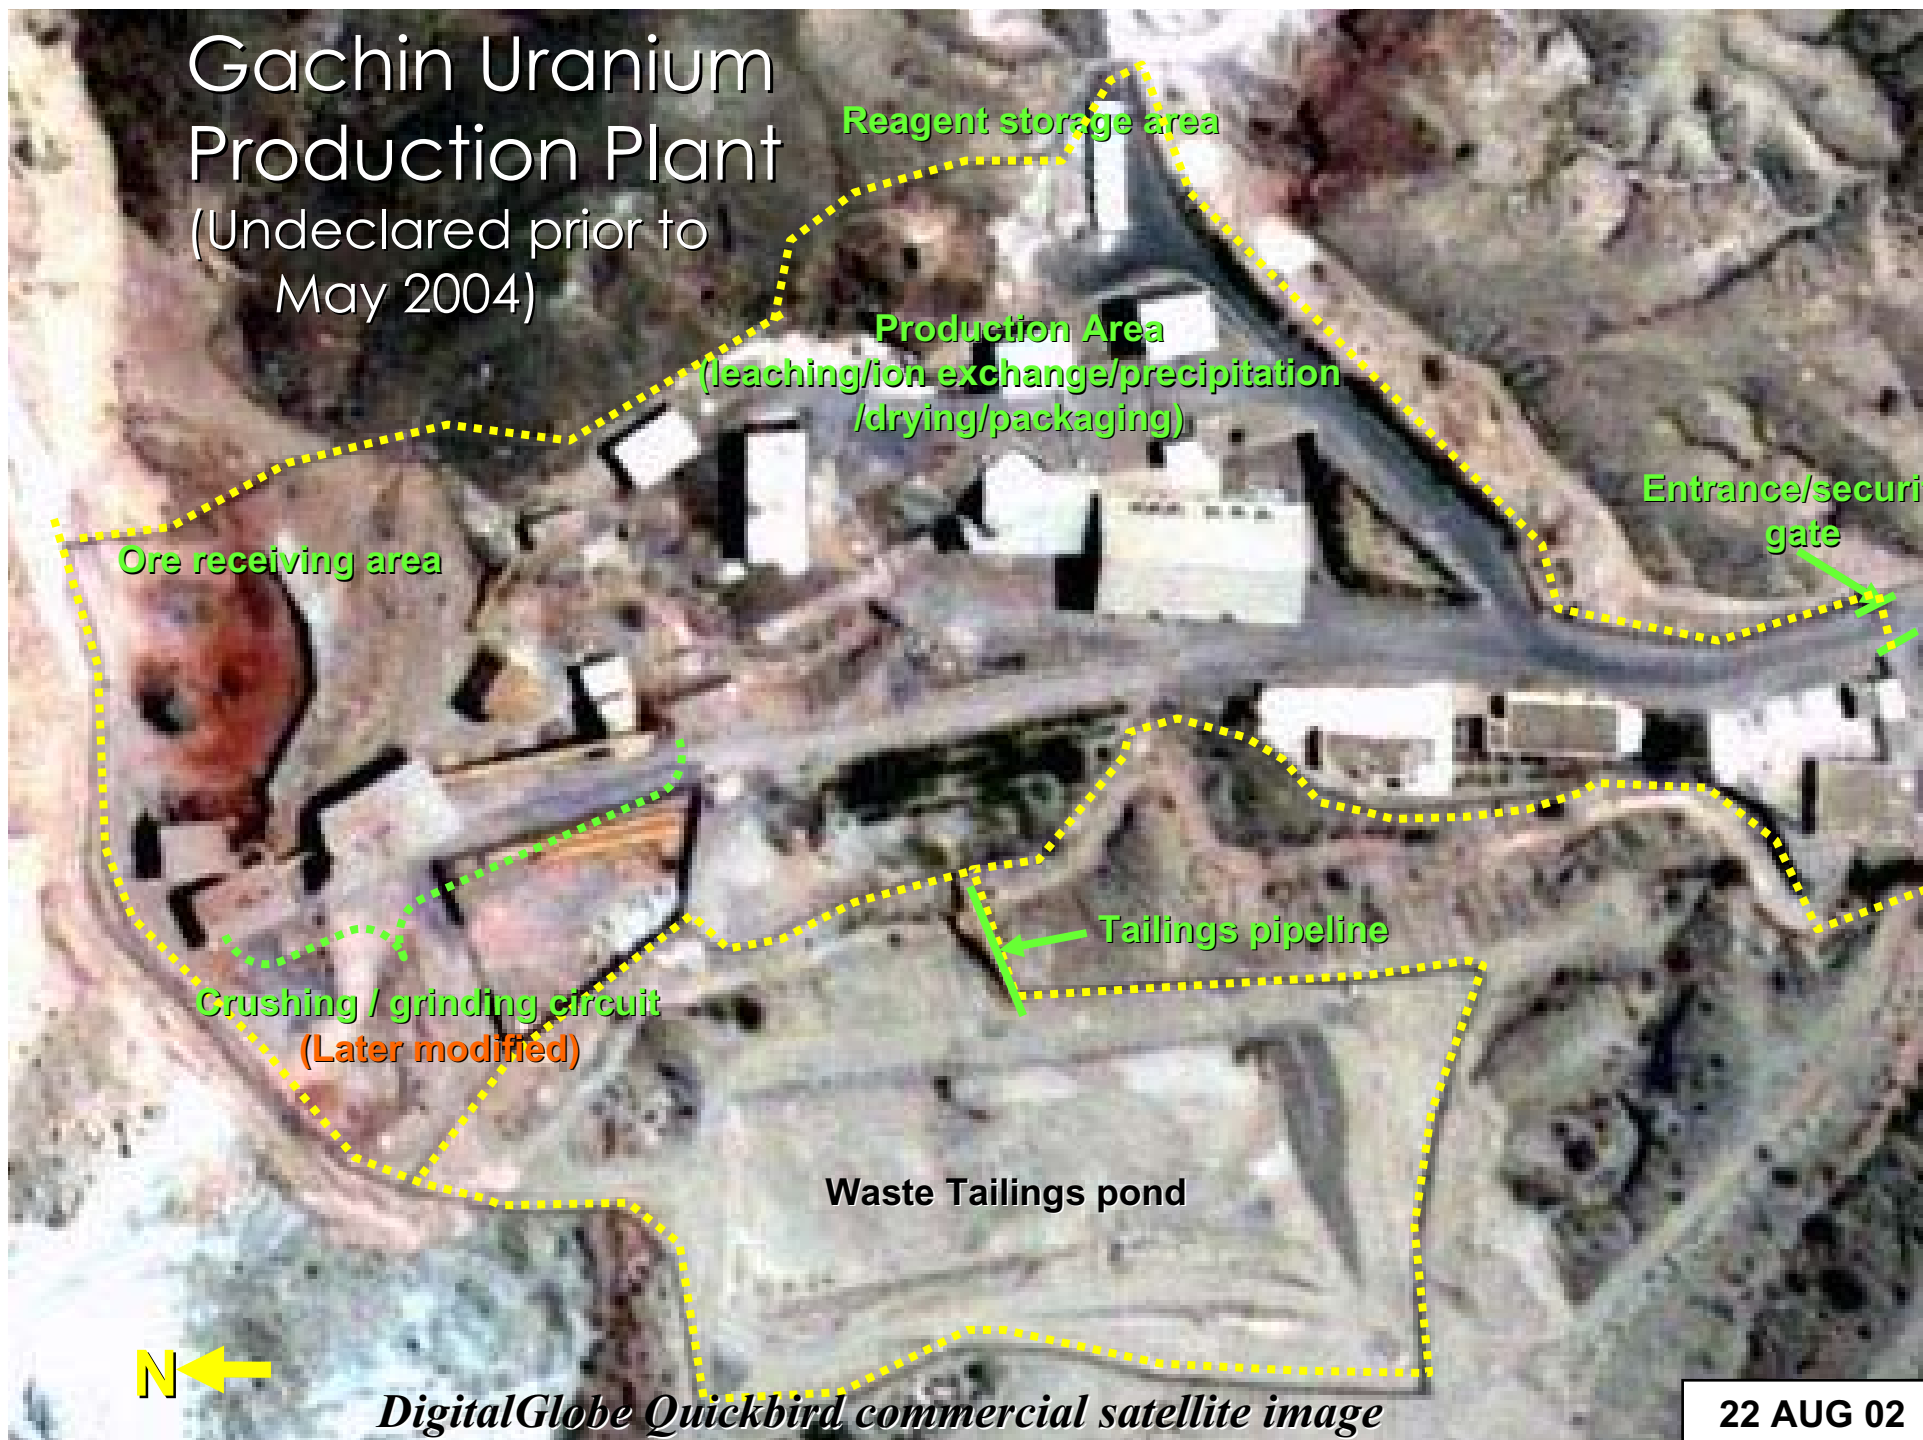 Gachin Uranium
Production Plant
(Undeclared prior to
May 2004)
Reagent storage area
Production Area
(leaching/ion exchange/precipitation
/drying/packaging)
Entrance/securi
gate
Ore receiving area
Tailings pipeline
Crushing / grinding circuit
(Later modified)
Waste Tailings pond
N
DigitalGlobe Quickbird commercial satellite image
22 AUG 02